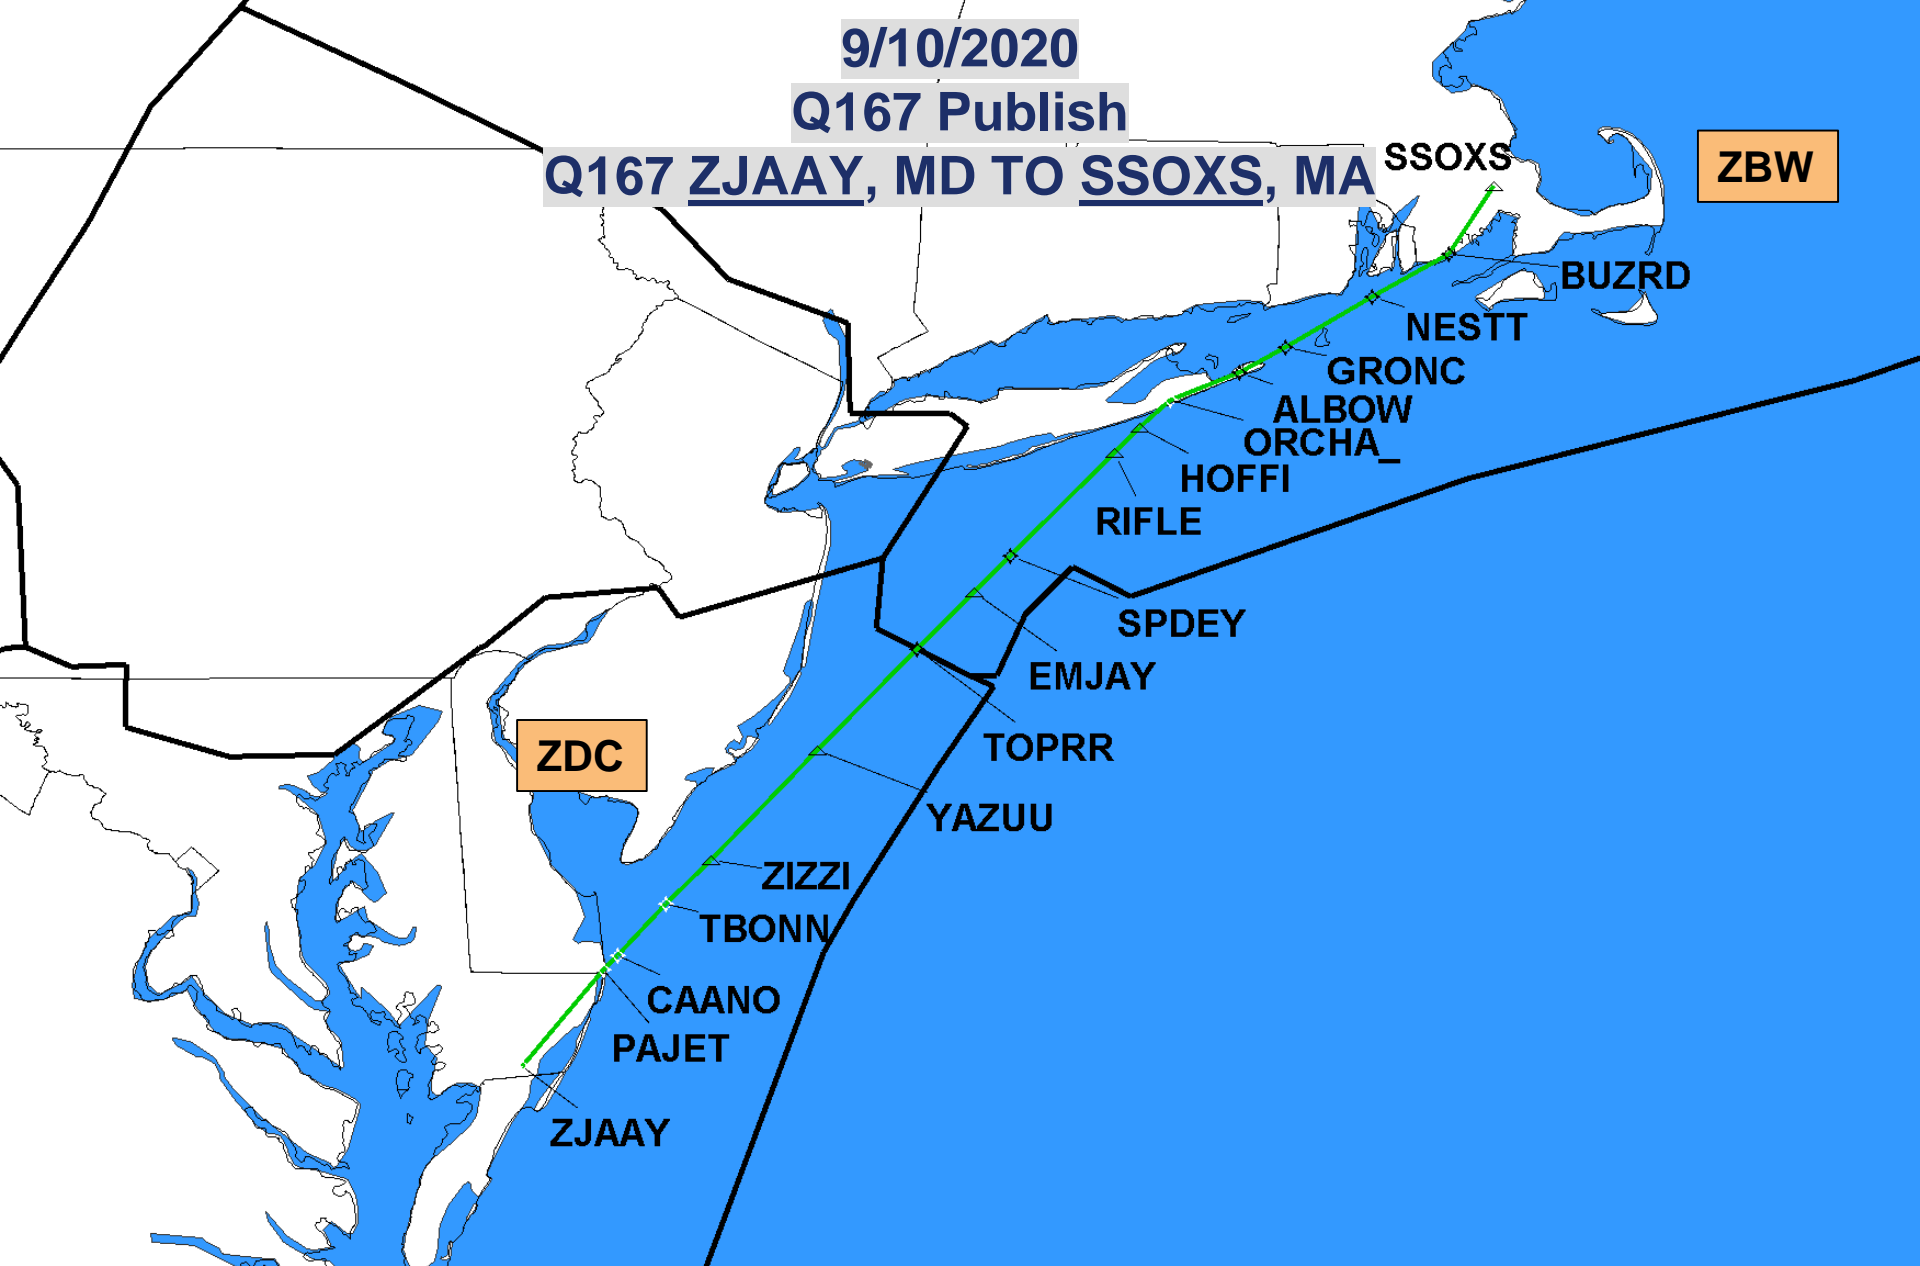 9/10/2020
Q167 Publish
Q167 ZJAAY, MD TO SSOXS, MA
SSOXS
ZBW
BUZRD
NESTT
GRONC
ALBOW
ORCHA_
HOFFI
RIFLE
SPDEY
EMJAY
TOPRR
ZDC
YAZUU
ZIZZI
TBONN
CAANO
PAJET
ZJAAY